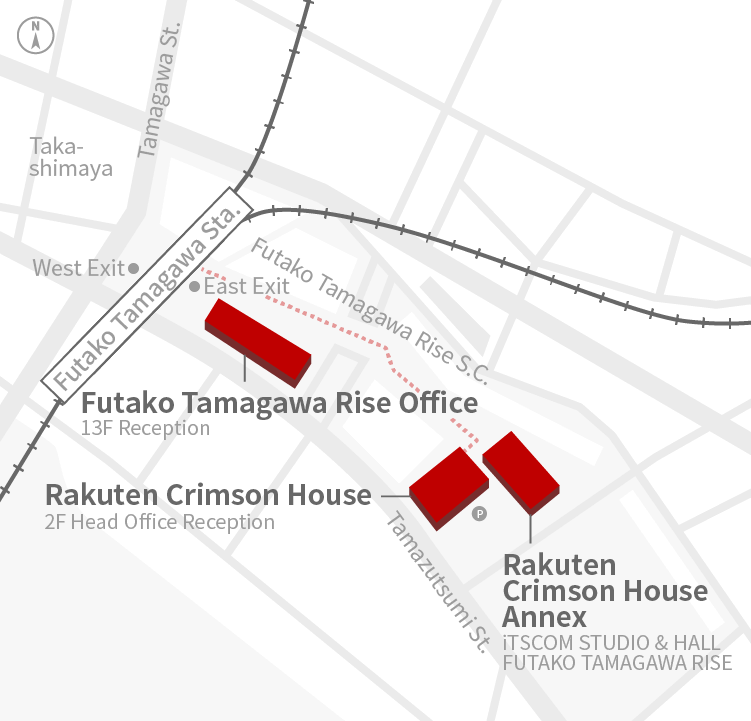 N
Tamagawa St.
Taka-
shimaya
Futako Tamagawa Sta.
West Exit
East Exit
Futako Tamagawa Rise S.C.
Futako Tamagawa Rise Office
13F Reception
Rakuten Crimson House
2F Head Office Reception
P
Tamazutsumi St.
Rakuten
Crimson House
Annex
iTSCOM STUDIO & HALL
FUTAKO TAMAGAWA RISE